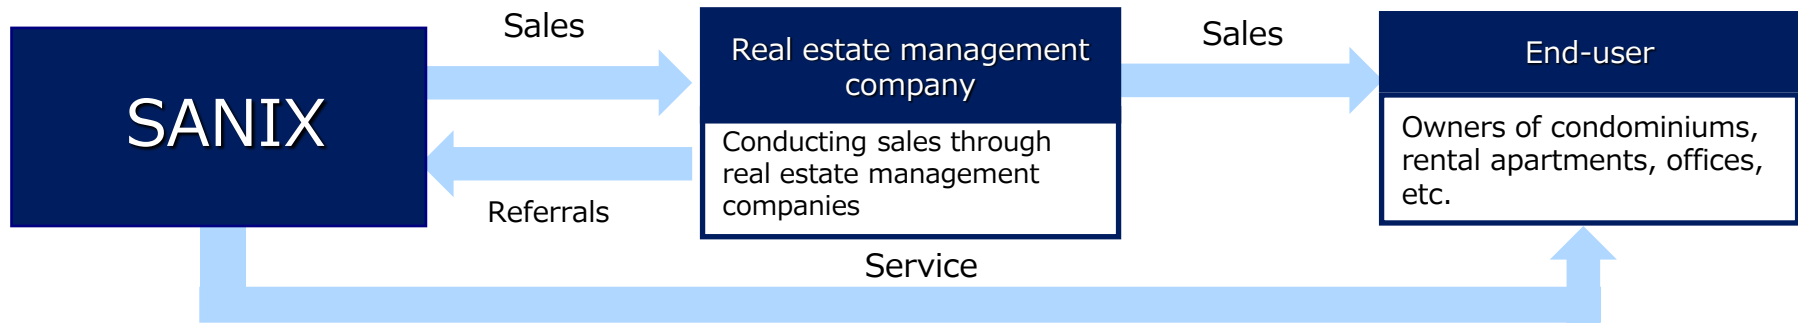 SANIX
Sales
Referrals
Real estate management
company
Conducting sales through
real estate management
companies
Sales
End-user
Owners of condominiums,
rental apartments, offices,
etc.
Service